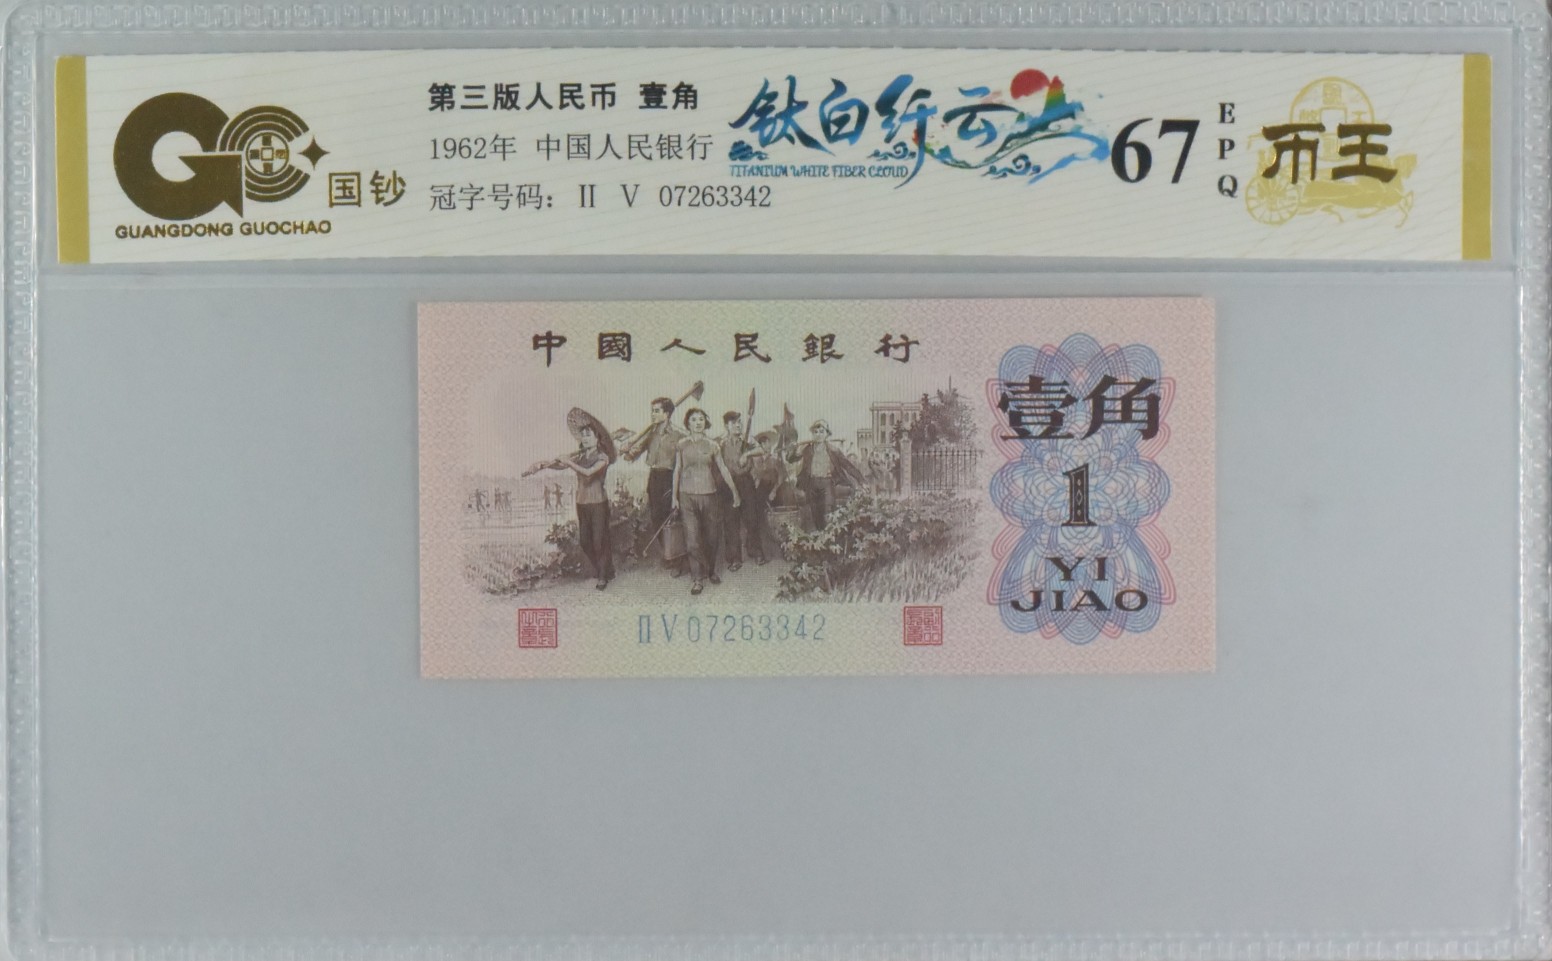 第三版人民币 壹角
1962年 中国人民银行
冠字号码: II V 07263342
国钞
GUANGDONG GUOCHAO
钛白纤云
TITANIUM WHITE FIBER CLOUD
67
EPQ
币王
中國人民銀行
壹角
1
YI
JIAO
II V 07263342